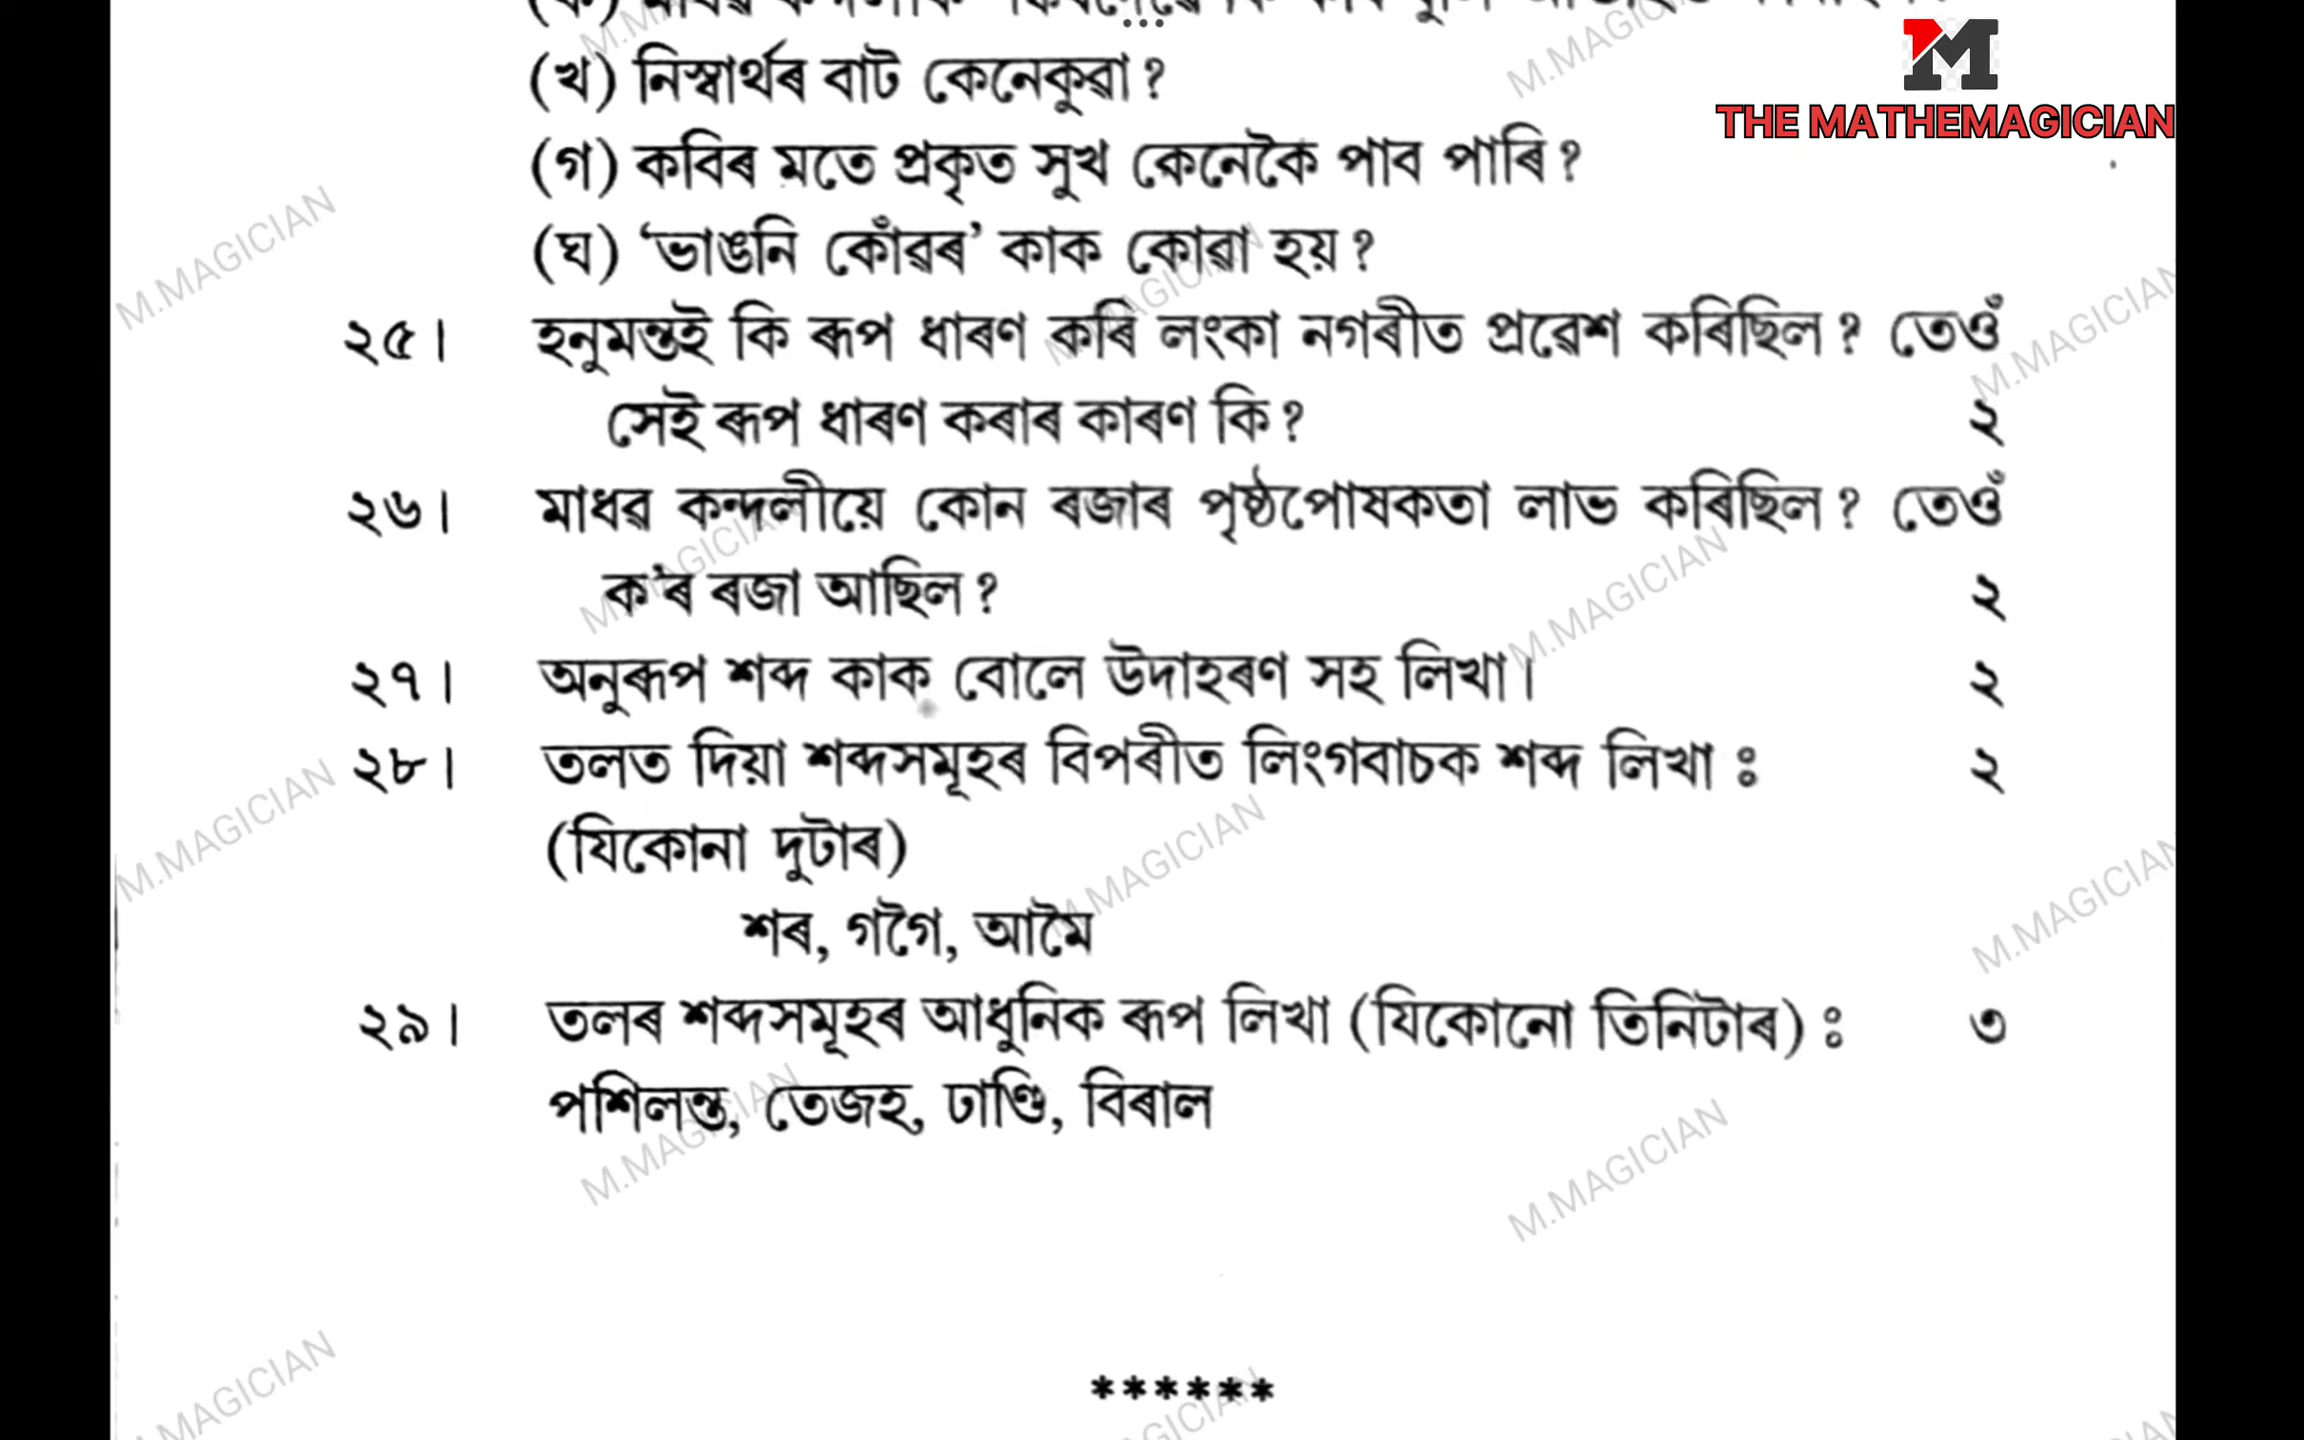 (খ) নিস্বাৰ্থৰ বাট কেনেকুৱা ?
(গ) কবিৰ মতে প্ৰকৃত সুখ কেনেকৈ পাব পাৰি ?
(ঘ) ‘ভাঙনি কোঁৱৰ’ কাক কোৱা হয় ?
২৫। হনুমন্তই কি ৰূপ ধাৰণ কৰি লংকা নগৰীত প্ৰৱেশ কৰিছিল ? তেওঁ
সেই ৰূপ ধাৰণ কৰাৰ কাৰণ কি ? ২
২৬। মাধৱ কন্দলীয়ে কোন ৰজাৰ পৃষ্ঠপোষকতা লাভ কৰিছিল ? তেওঁ
ক’ৰ ৰজা আছিল ? ২
২৭। অনুৰূপ শব্দ কাক বোলে উদাহৰণ সহ লিখা। ২
২৮। তলত দিয়া শব্দসমূহৰ বিপৰীত লিংগবাচক শব্দ লিখা ঃ ২
(যিকোনা দুটাৰ)
শৰ, গগৈ, আমৈ
২৯। তলৰ শব্দসমূহৰ আধুনিক ৰূপ লিখা (যিকোনো তিনিটাৰ) ঃ ৩
পশিলন্ত, তেজহ, ঢাণ্ডি, বিৰাল
******
M
THE MATHEMAGICIAN
M.MAGICIAN